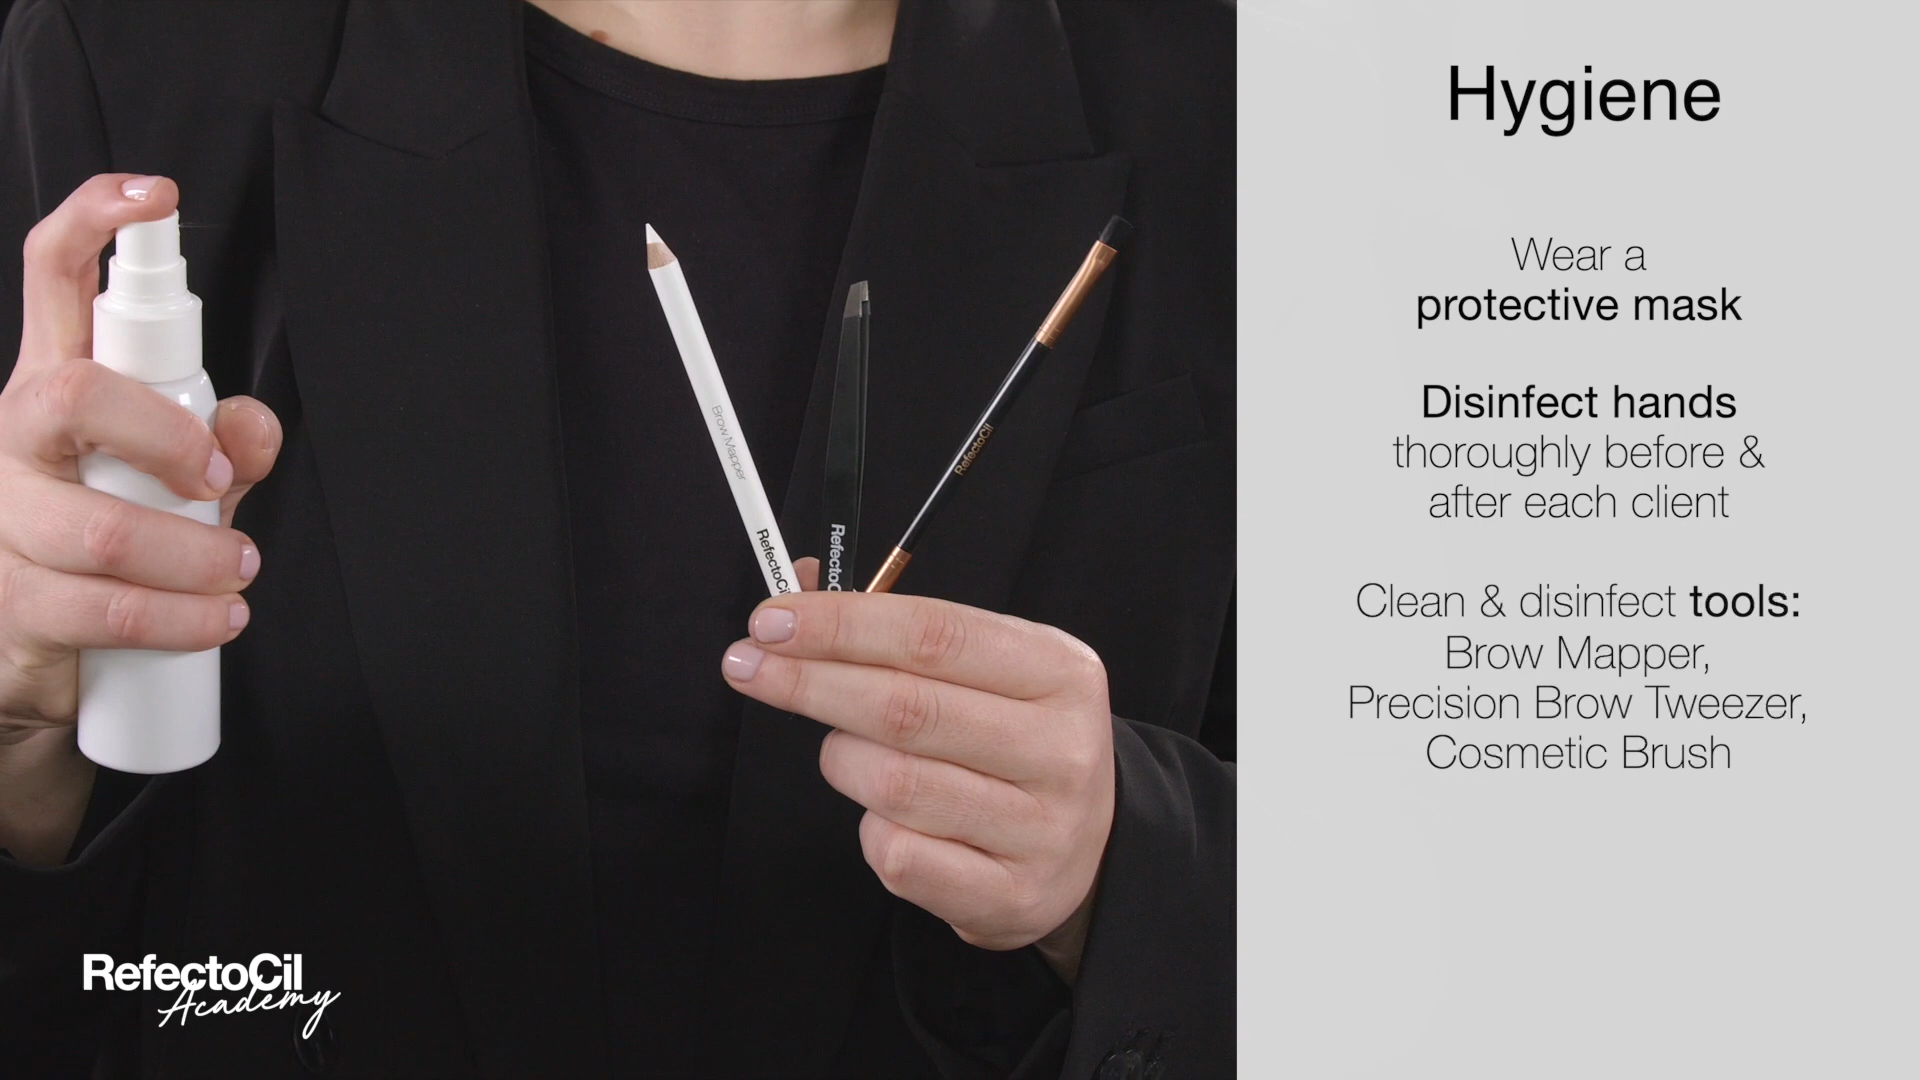 Hygiene
Wear a
protective mask
Disinfect hands
thoroughly before &
after each client
Clean & disinfect tools:
Brow Mapper,
Precision Brow Tweezer,
Cosmetic Brush
Brow Mapper
RefectoCil
RefectoC
RefectoCil
RefectoCil
Academy